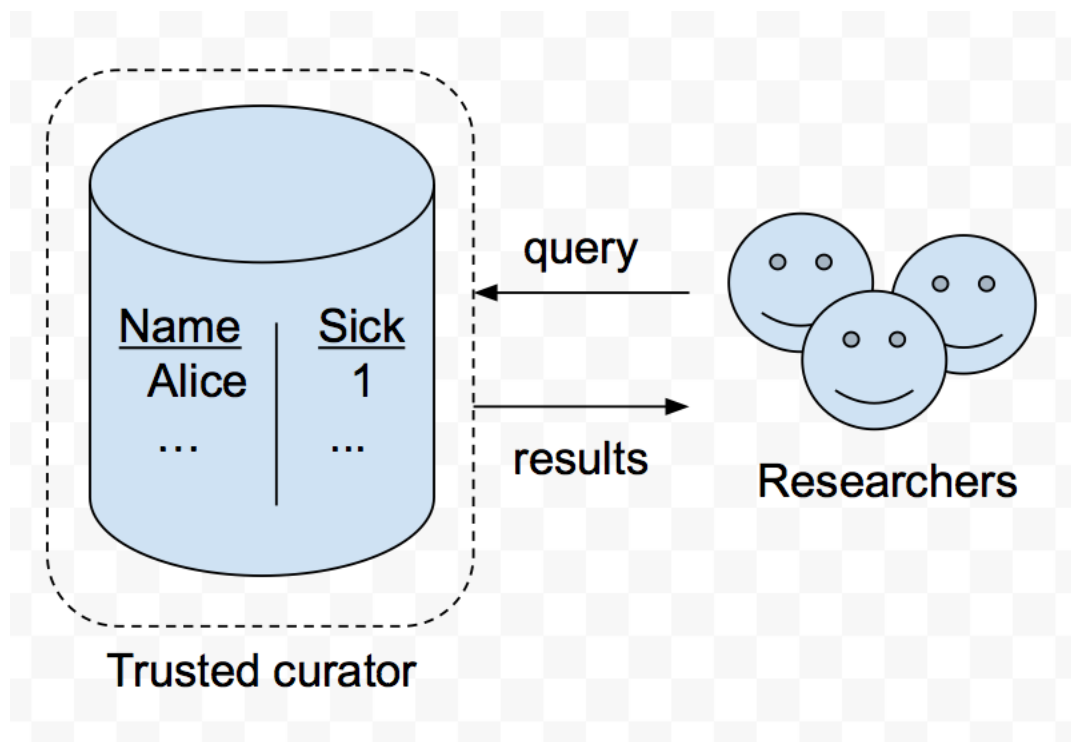 query
Name Sick
Alice 1
... ...
results
Researchers
Trusted curator